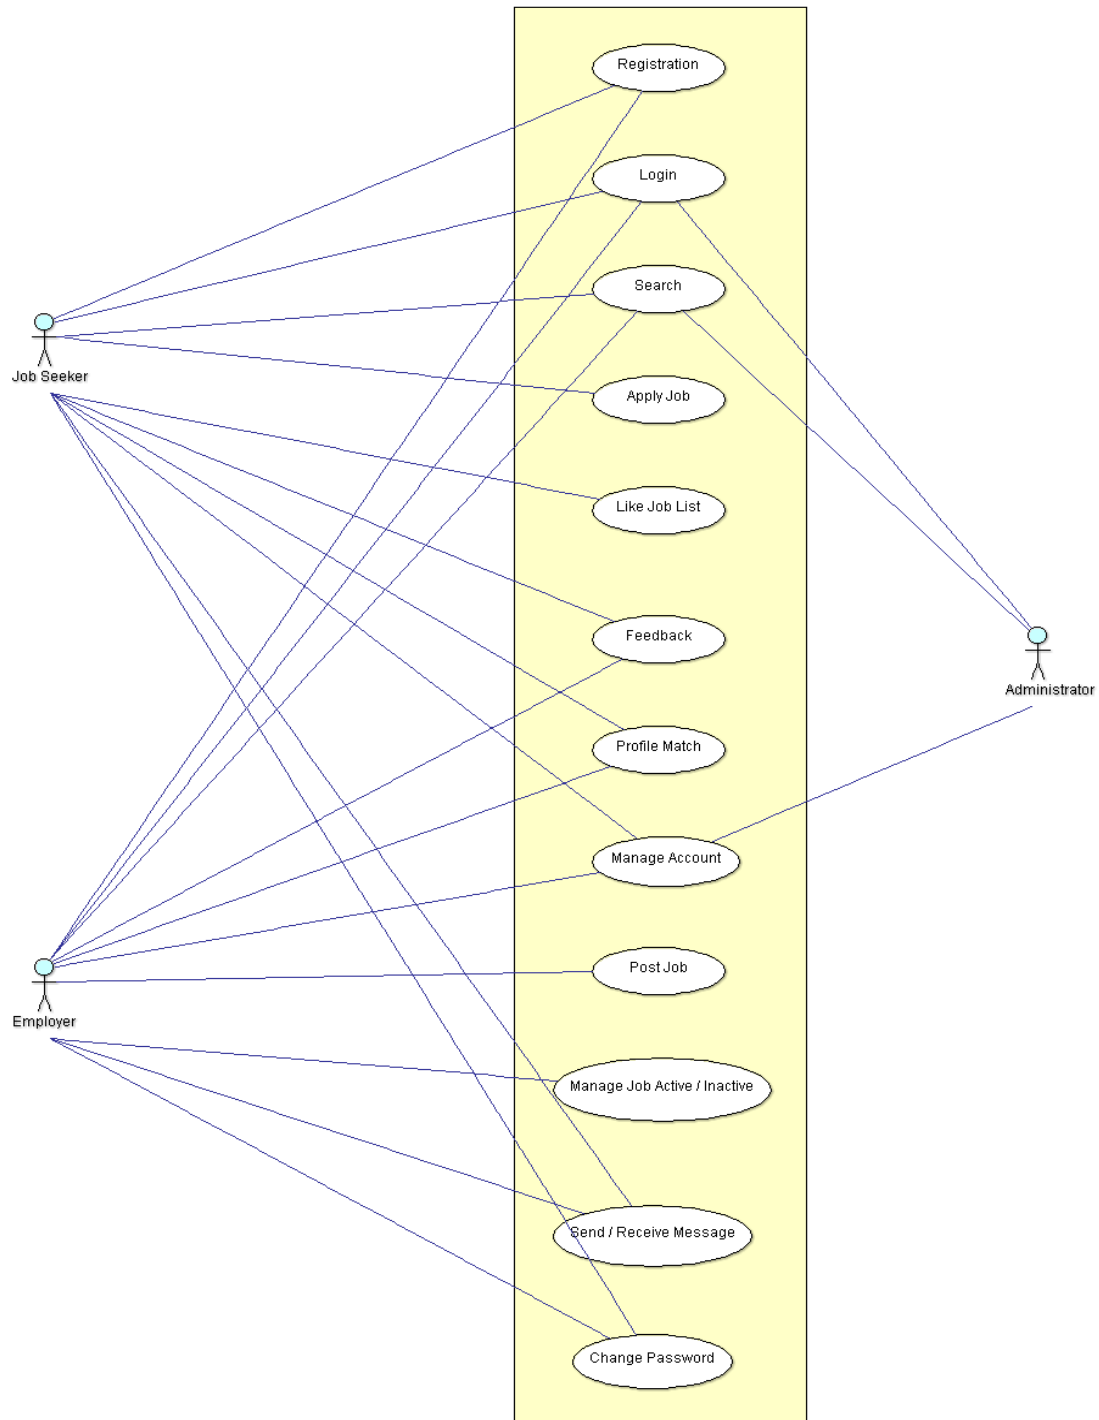 Registration
Login
Search
Job Seeker
Apply Job
Like Job List
Feedback
Administrator
Profile Match
Manage Account
Post Job
Employer
Manage Job Active / Inactive
Send / Receive Message
Change Password